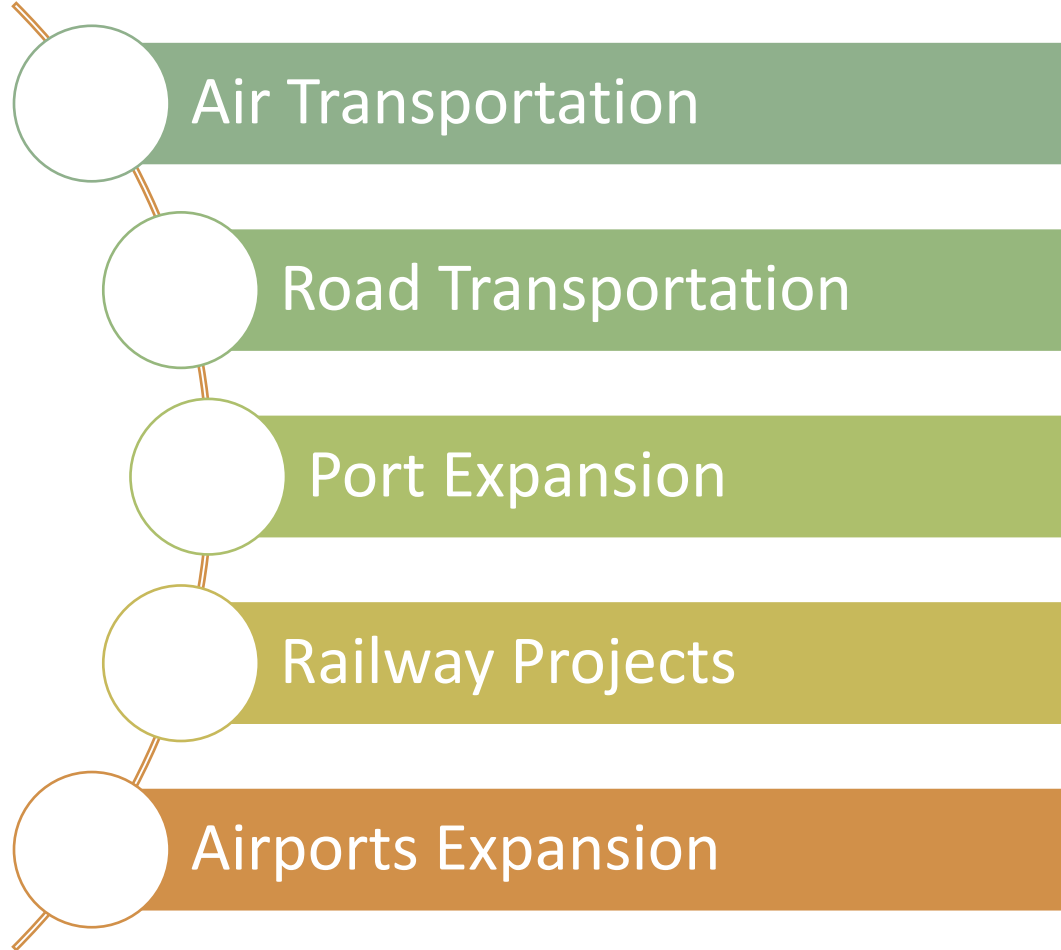 Air Transportation
Road Transportation
Port Expansion
Railway Projects
Airports Expansion